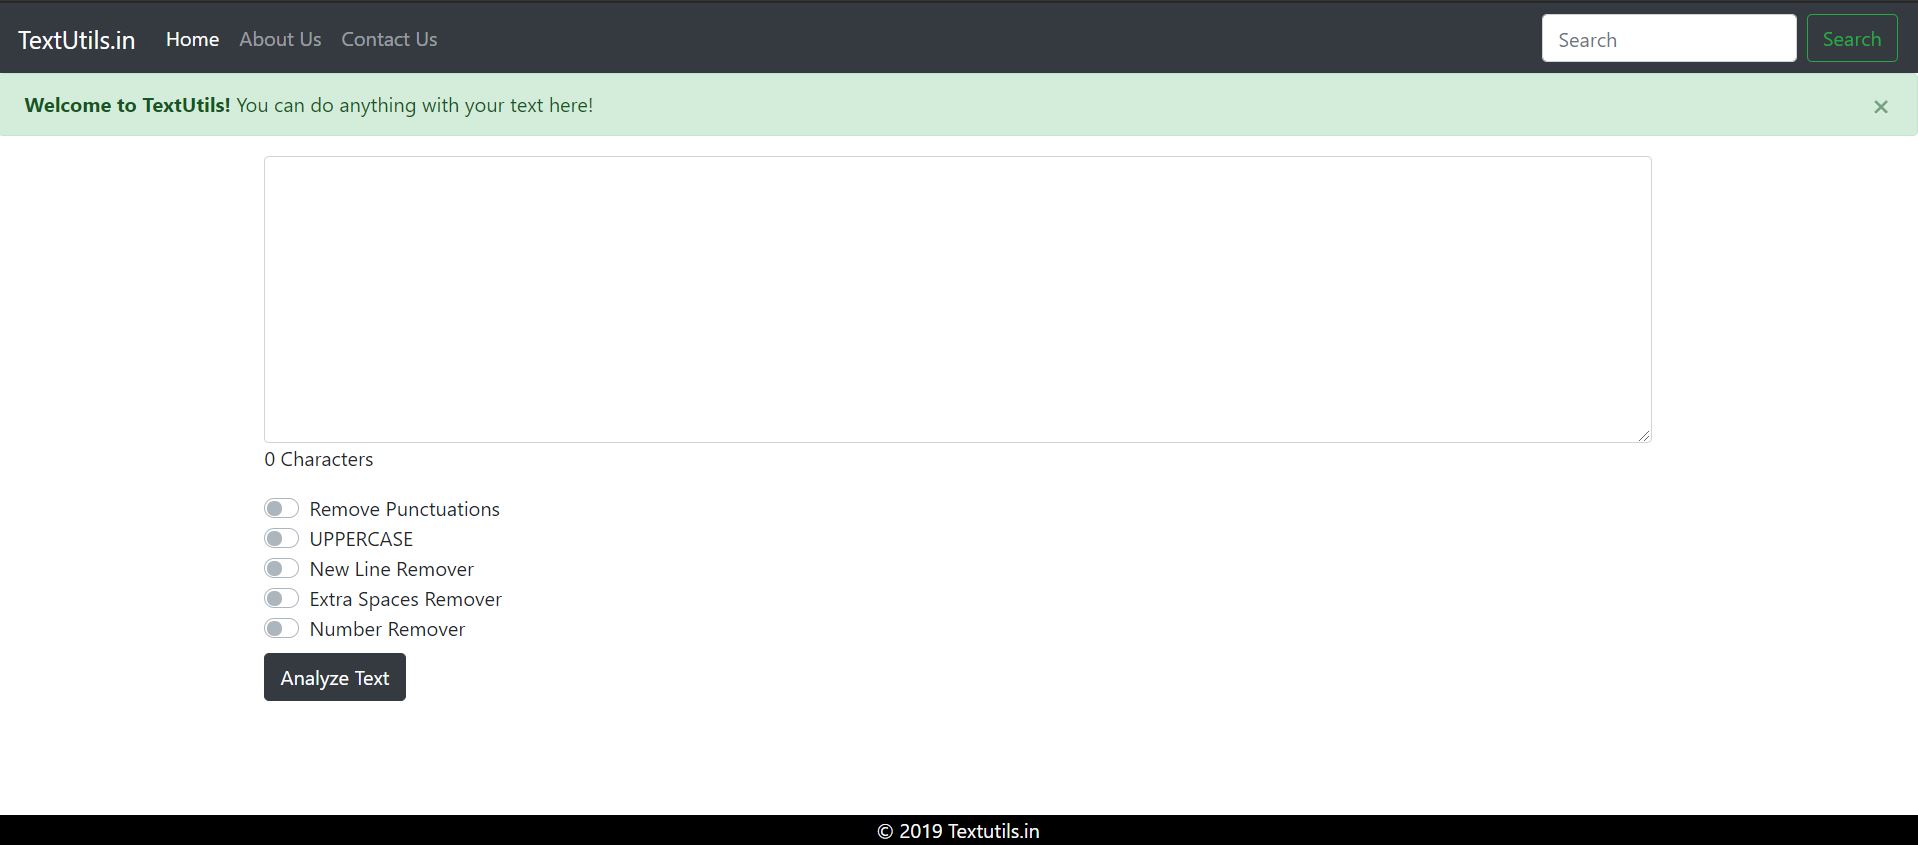 TextUtils.in Home About Us Contact Us Search Search
Welcome to TextUtils! You can do anything with your text here! ×
0 Characters
Remove Punctuations
UPPERCASE
New Line Remover
Extra Spaces Remover
Number Remover
Analyze Text
© 2019 Textutils.in